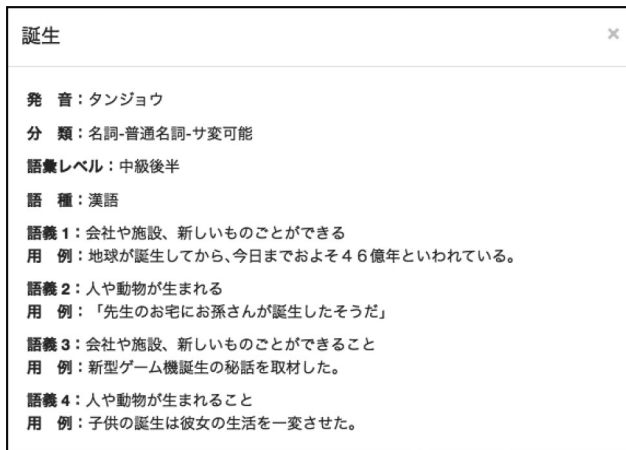 誕生
×
発　音：タンジョウ
分　類：名詞-普通名詞-サ変可能
語彙レベル：中級後半
語　種：漢語
語義 1：会社や施設、新しいものごとができる
用　例：地球が誕生してから、今日までおよそ４６億年といわれている。
語義 2：人や動物が生まれる
用　例：「先生のお宅にお孫さんが誕生したそうだ」
語義 3：会社や施設、新しいものごとができること
用　例：新型ゲーム機誕生の秘話を取材した。
語義 4：人や動物が生まれること
用　例：子供の誕生は彼女の生活を一変させた。